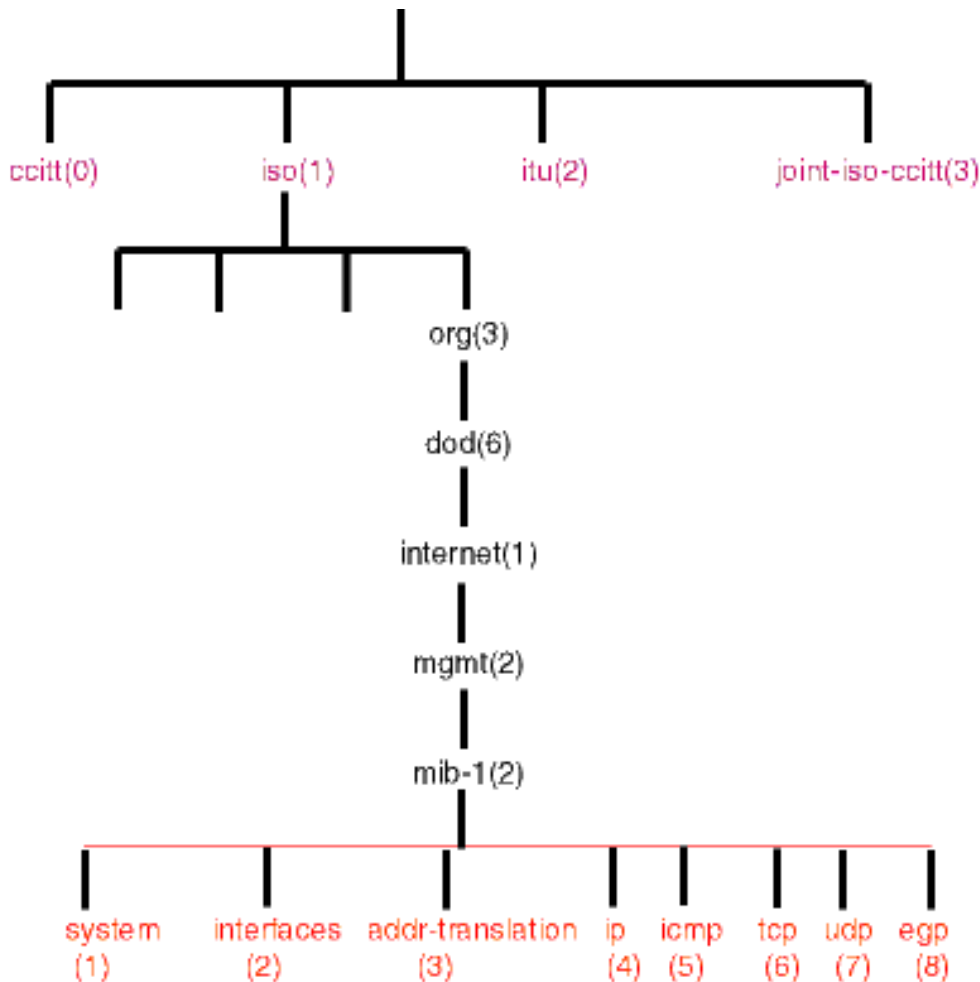 ccitt(0) iso(1) itu(2) joint-iso-ccitt(3)
org(3)
dod(6)
internet(1)
mgmt(2)
mib-1(2)
system interfaces addr-translation ip icmp tcp udp egp
(1) (2) (3) (4) (5) (6) (7) (8)